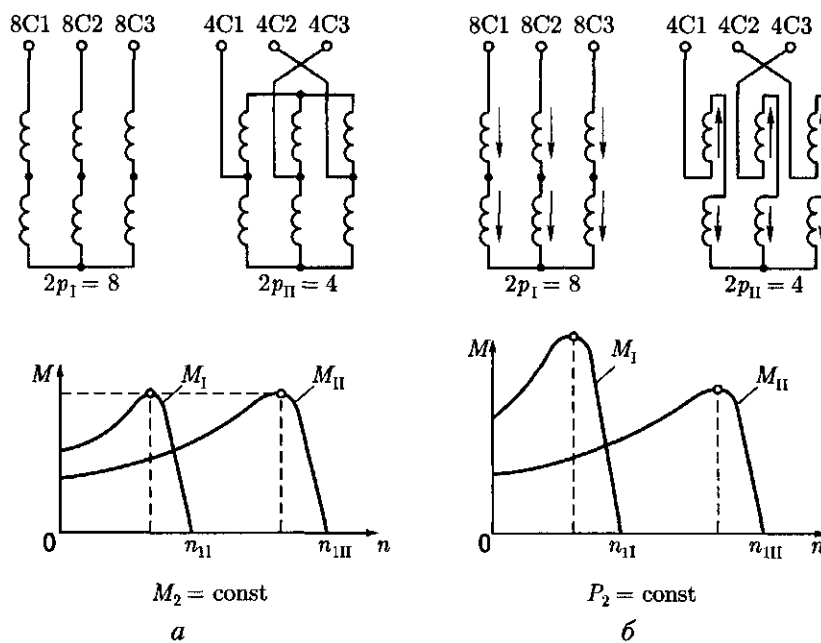 8C1 8C2 8C3 4C1 4C2 4C3 8C1 8C2 8C3 4C1 4C2 4C3
2p_I = 8 2p_II = 4 2p_I = 8 2p_II = 4
M M_I M_II M M_I M_II
0 n_1I n_1II n 0 n_1I n_1II n
M_2 = const P_2 = const
а б